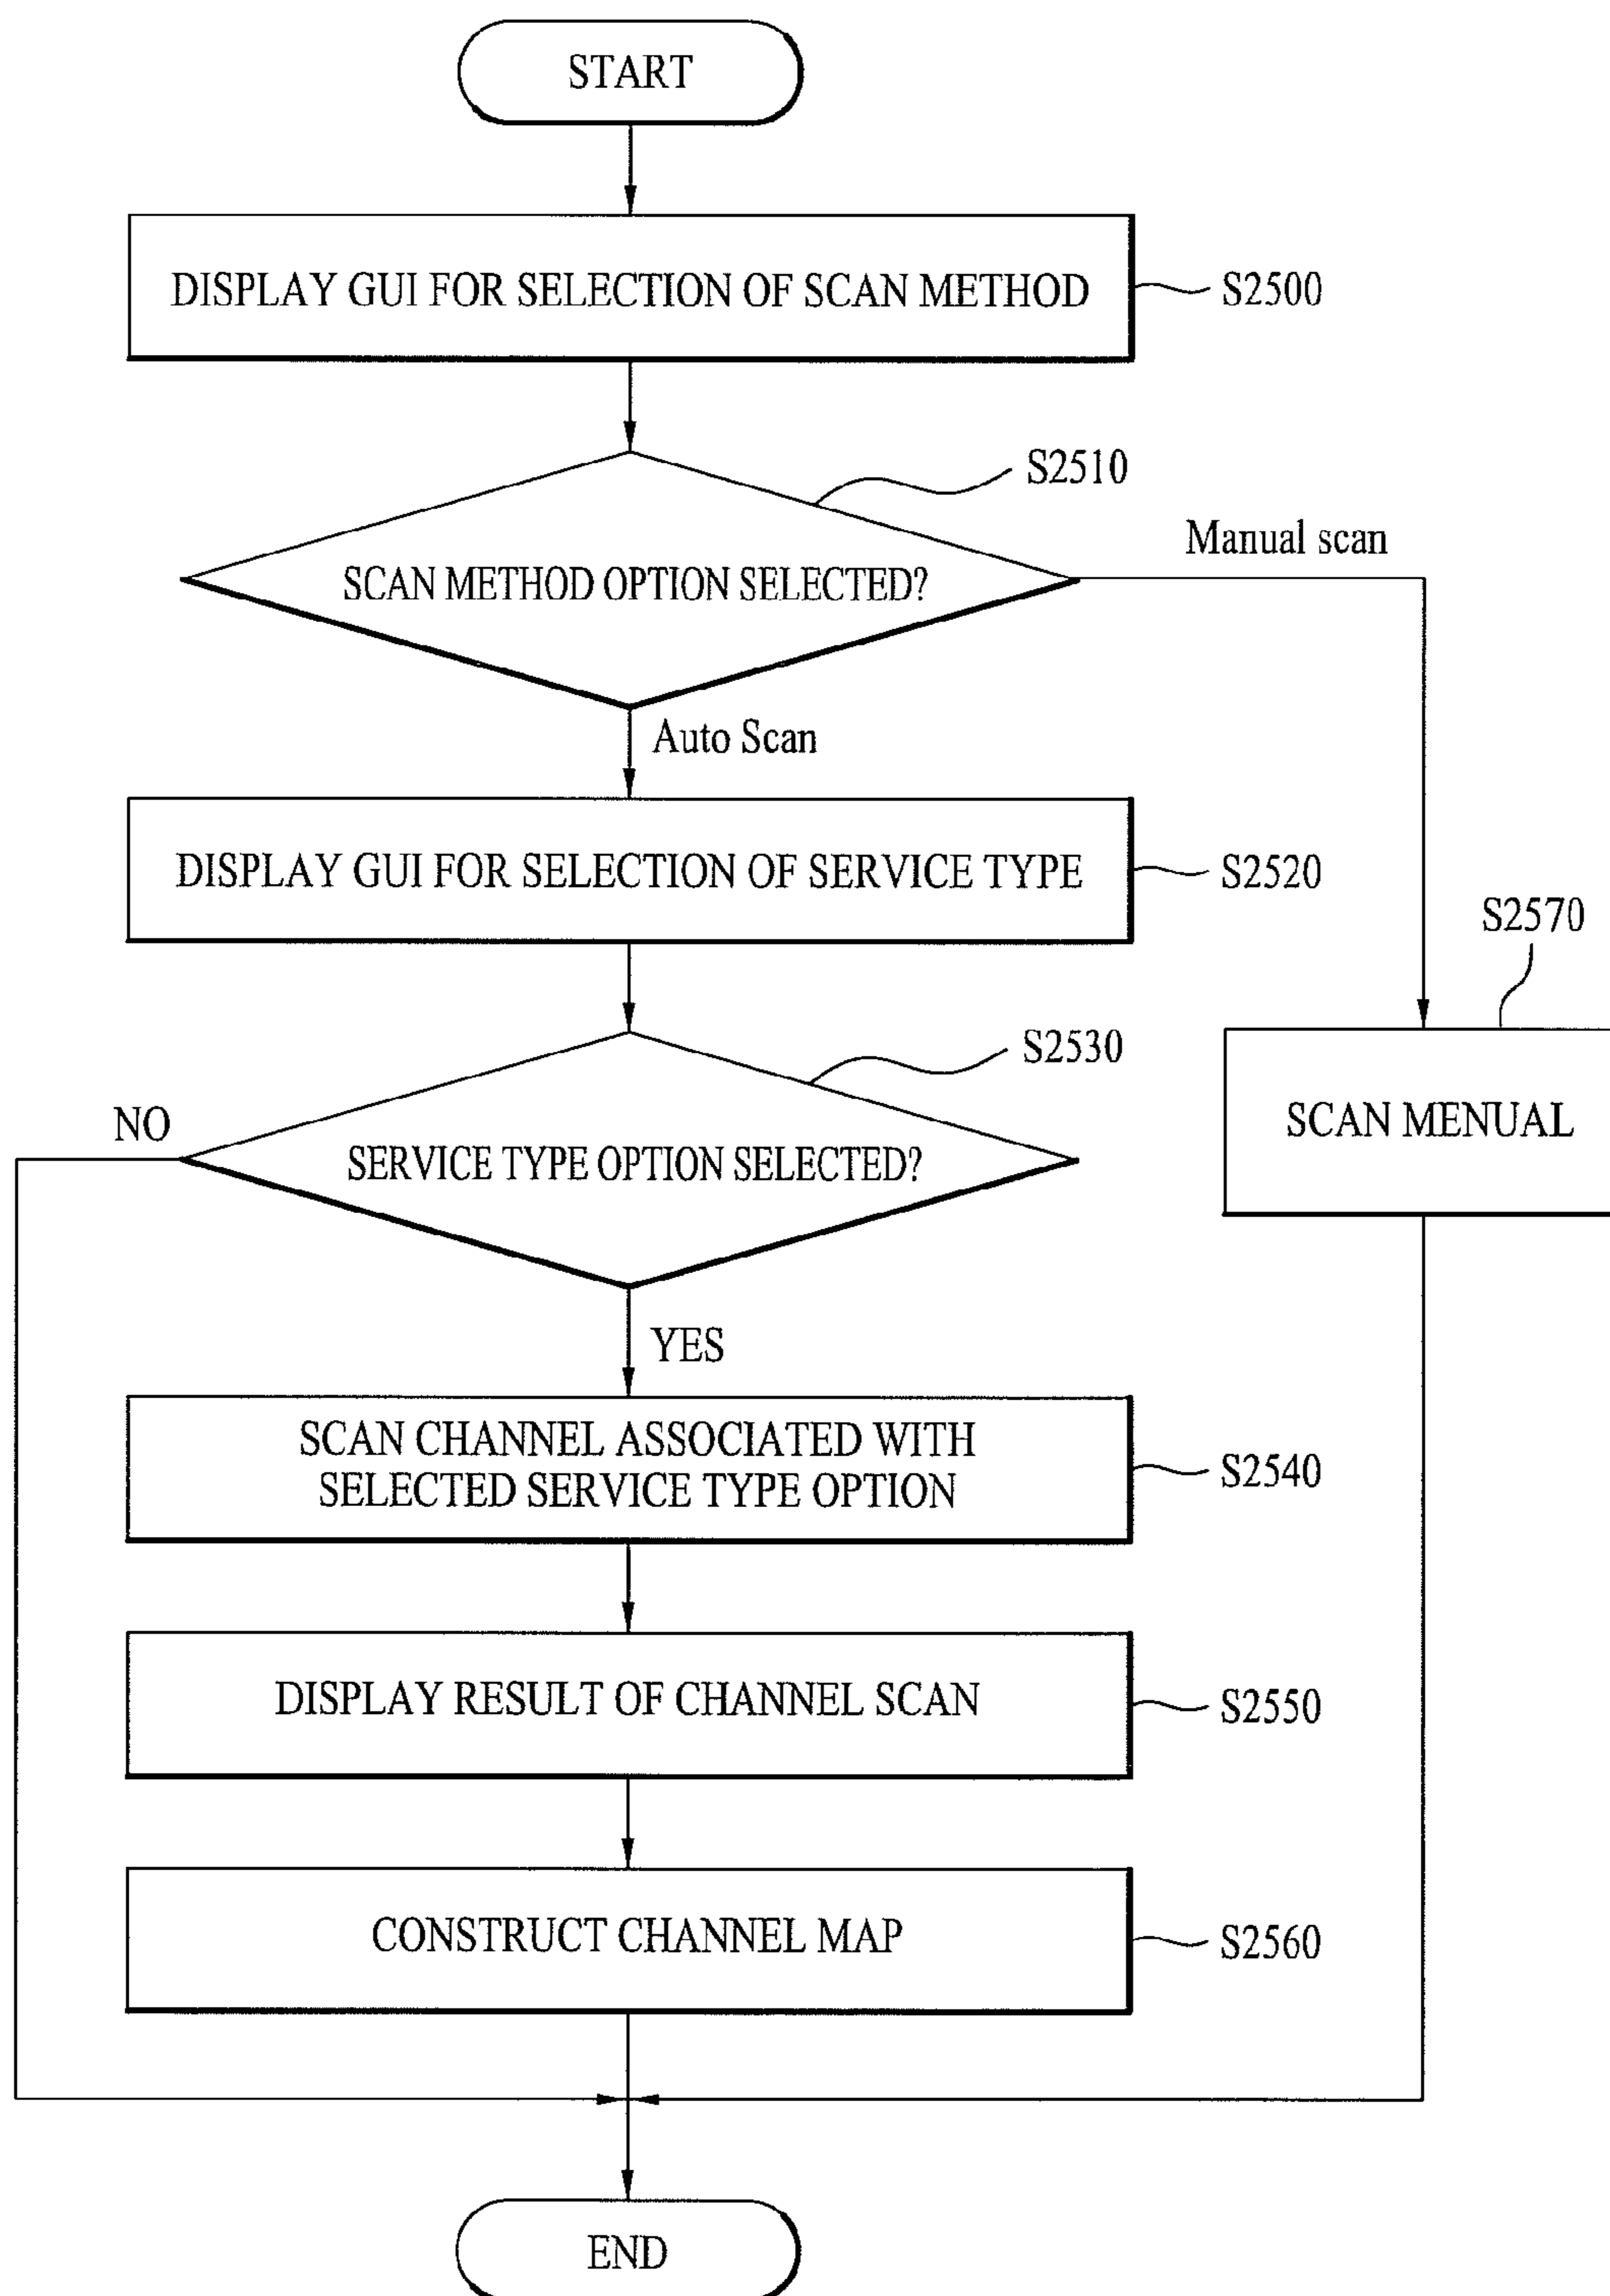 START
DISPLAY GUI FOR SELECTION OF SCAN METHOD
S2500
S2510
SCAN METHOD OPTION SELECTED?
Manual scan
Auto Scan
DISPLAY GUI FOR SELECTION OF SERVICE TYPE
S2520
S2570
SCAN MENUAL
S2530
NO
SERVICE TYPE OPTION SELECTED?
YES
SCAN CHANNEL ASSOCIATED WITH
SELECTED SERVICE TYPE OPTION
S2540
DISPLAY RESULT OF CHANNEL SCAN
S2550
CONSTRUCT CHANNEL MAP
S2560
END